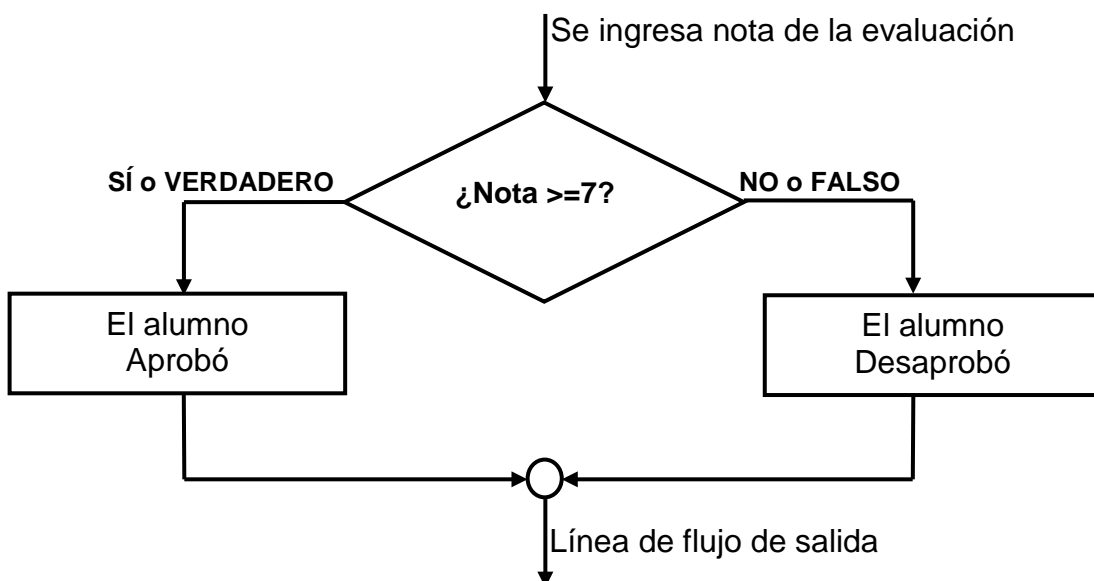 Se ingresa nota de la evaluación
SÍ o VERDADERO
¿Nota >=7?
NO o FALSO
El alumno
Aprobó
El alumno
Desaprobó
Línea de flujo de salida